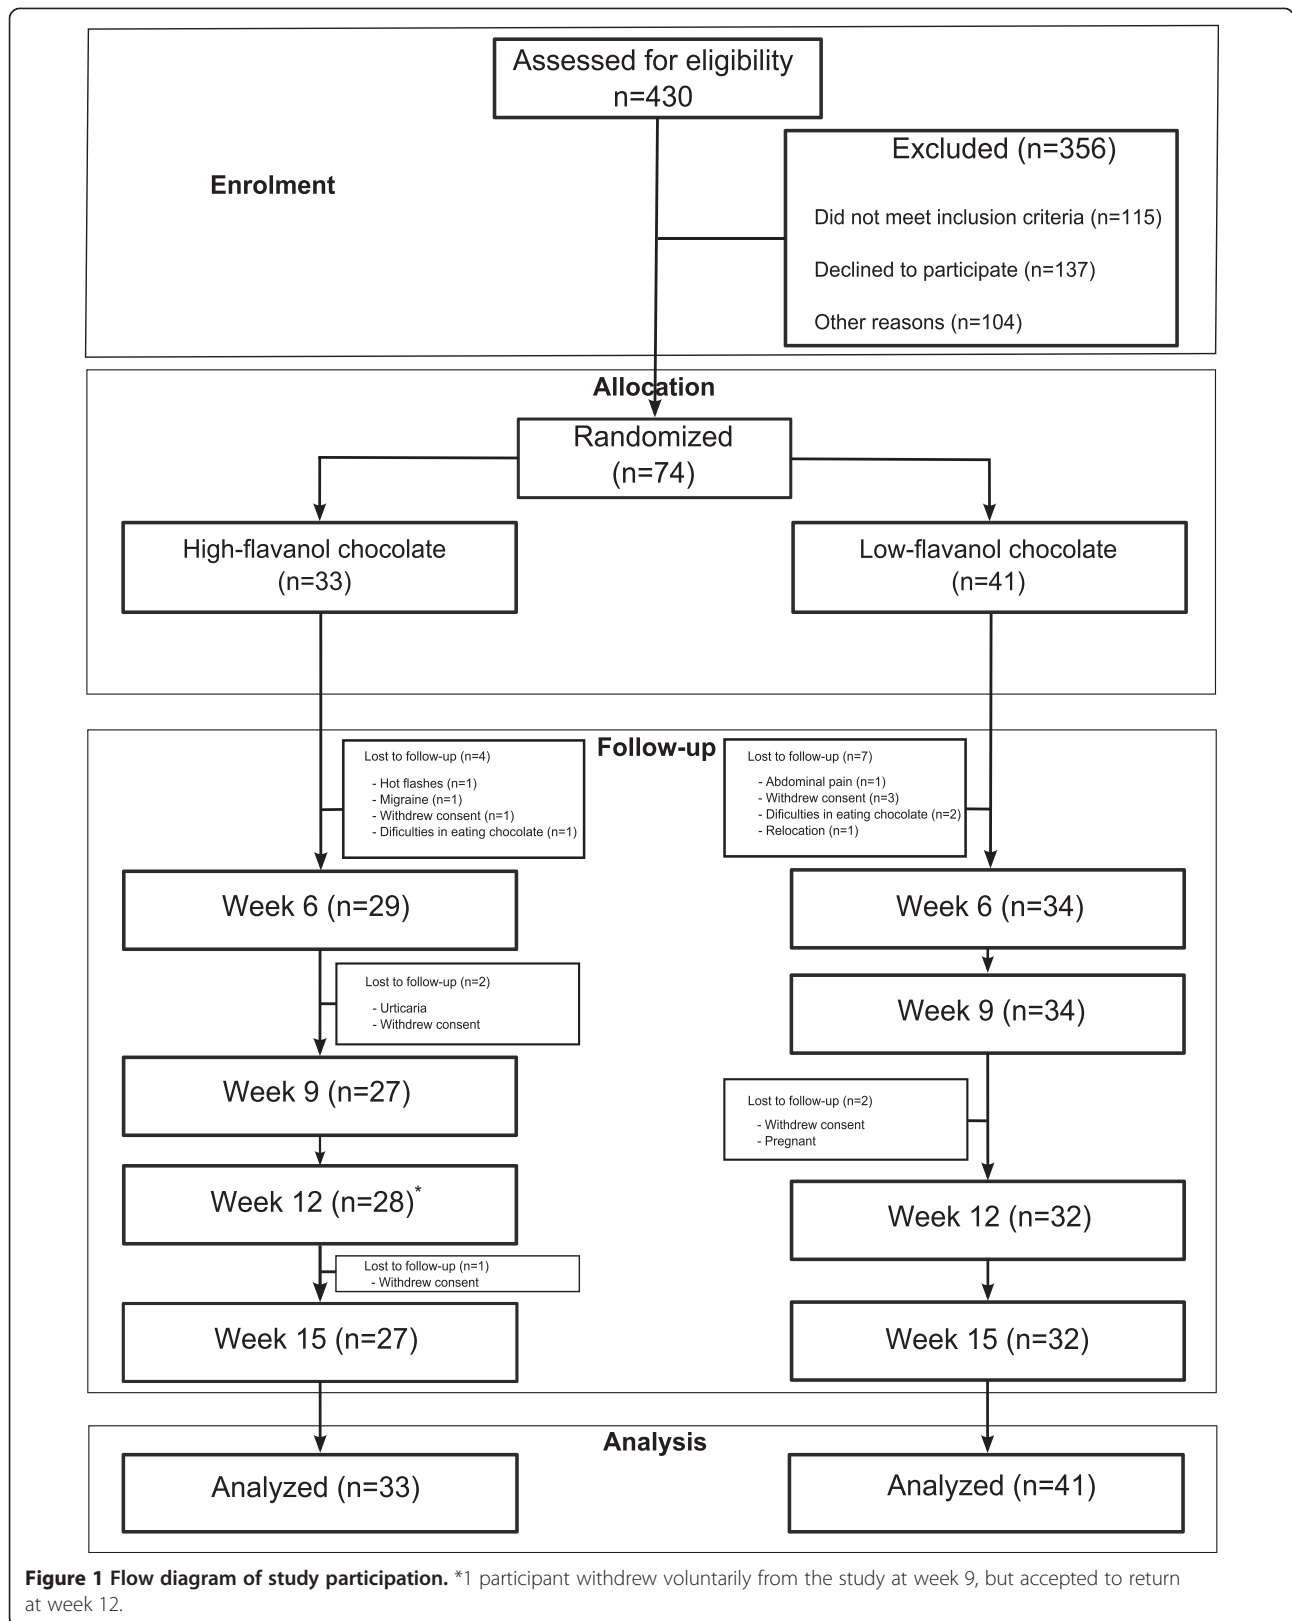 Assessed for eligibility
n=430
Enrolment
Excluded (n=356)
Did not meet inclusion criteria (n=115)
Declined to participate (n=137)
Other reasons (n=104)
Allocation
Randomized
(n=74)
High-flavanol chocolate
(n=33)
Low-flavanol chocolate
(n=41)
Follow-up
Lost to follow-up (n=4)
- Hot flashes (n=1)
- Migraine (n=1)
- Withdrew consent (n=1)
- Dificulties in eating chocolate (n=1)
Lost to follow-up (n=7)
- Abdominal pain (n=1)
- Withdrew consent (n=3)
- Dificulties in eating chocolate (n=2)
- Relocation (n=1)
Week 6 (n=29)
Week 6 (n=34)
Lost to follow-up (n=2)
- Urticaria
- Withdrew consent
Week 9 (n=34)
Week 9 (n=27)
Lost to follow-up (n=2)
- Withdrew consent
- Pregnant
Week 12 (n=28)*
Week 12 (n=32)
Lost to follow-up (n=1)
- Withdrew consent
Week 15 (n=27)
Week 15 (n=32)
Analysis
Analyzed (n=33)
Analyzed (n=41)
Figure 1 Flow diagram of study participation. *1 participant withdrew voluntarily from the study at week 9, but accepted to return
at week 12.